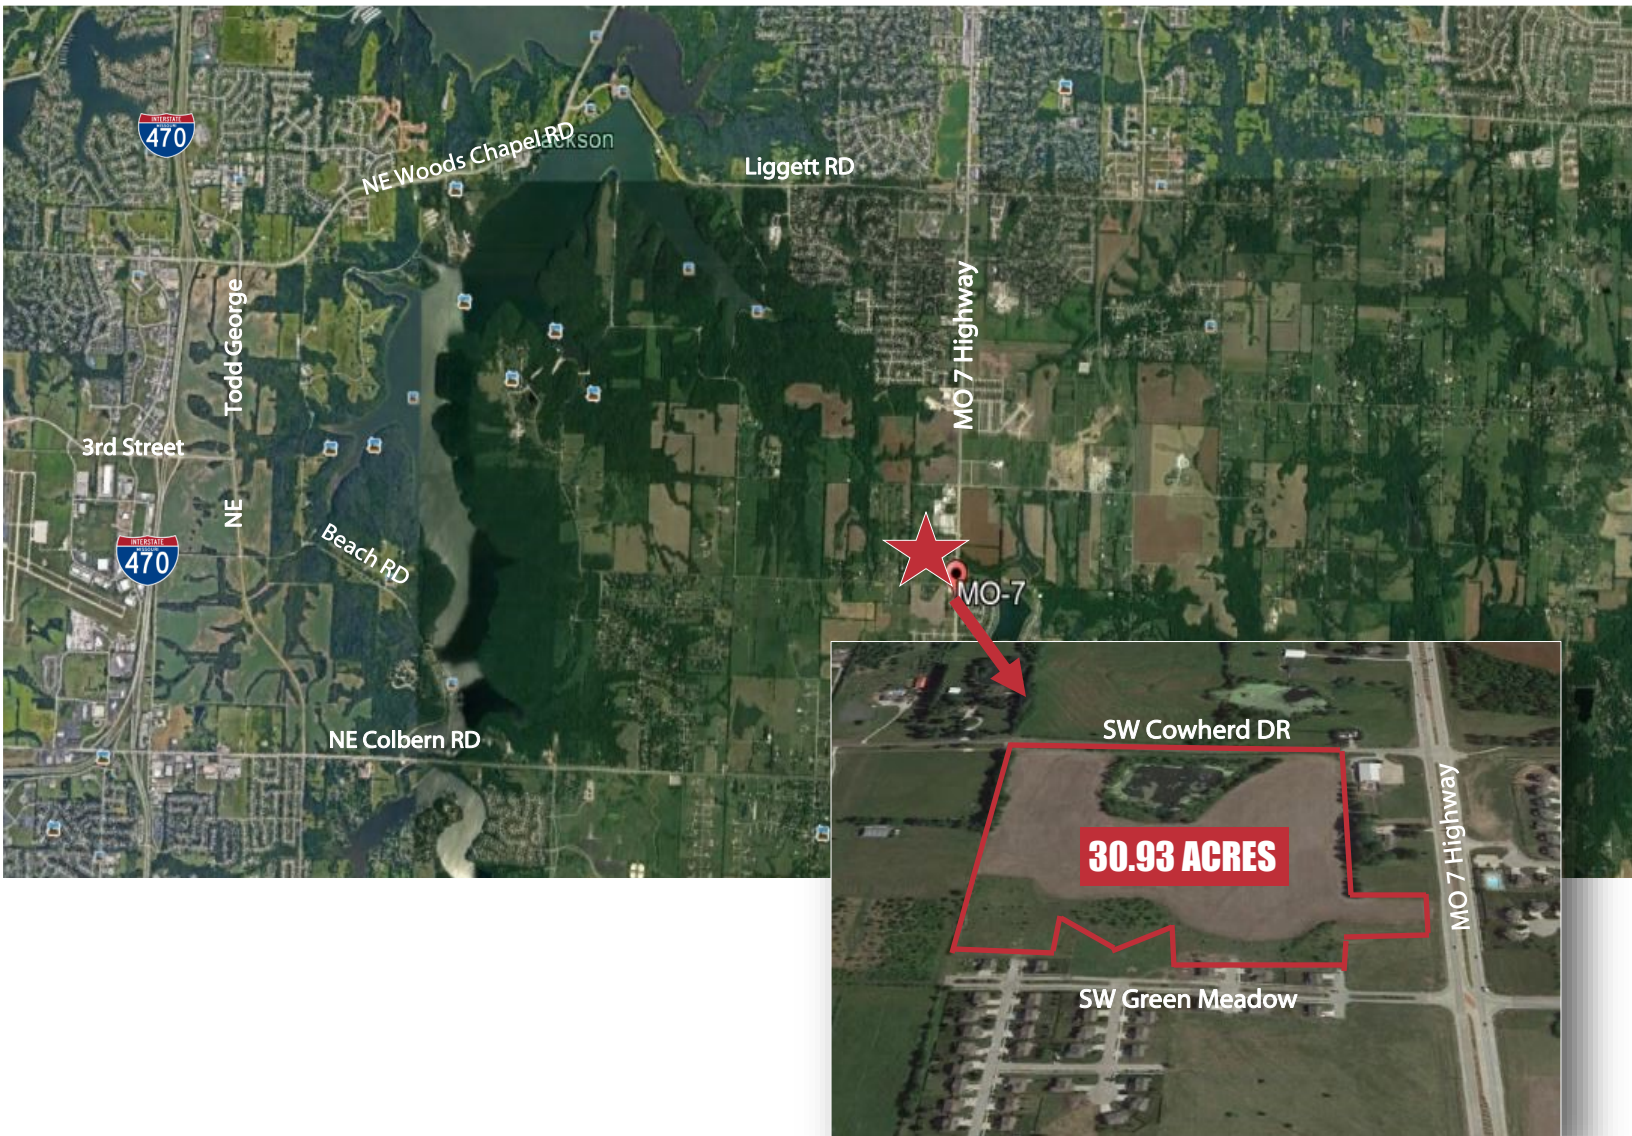 INTERSTATE
MISSOURI
470
NE Woods Chapel RD
Jackson
Liggett RD
NE Todd George
MO 7 Highway
3rd Street
Beach RD
INTERSTATE
MISSOURI
470
MO-7
NE Colbern RD
SW Cowherd DR
30.93 ACRES
MO 7 Highway
SW Green Meadow